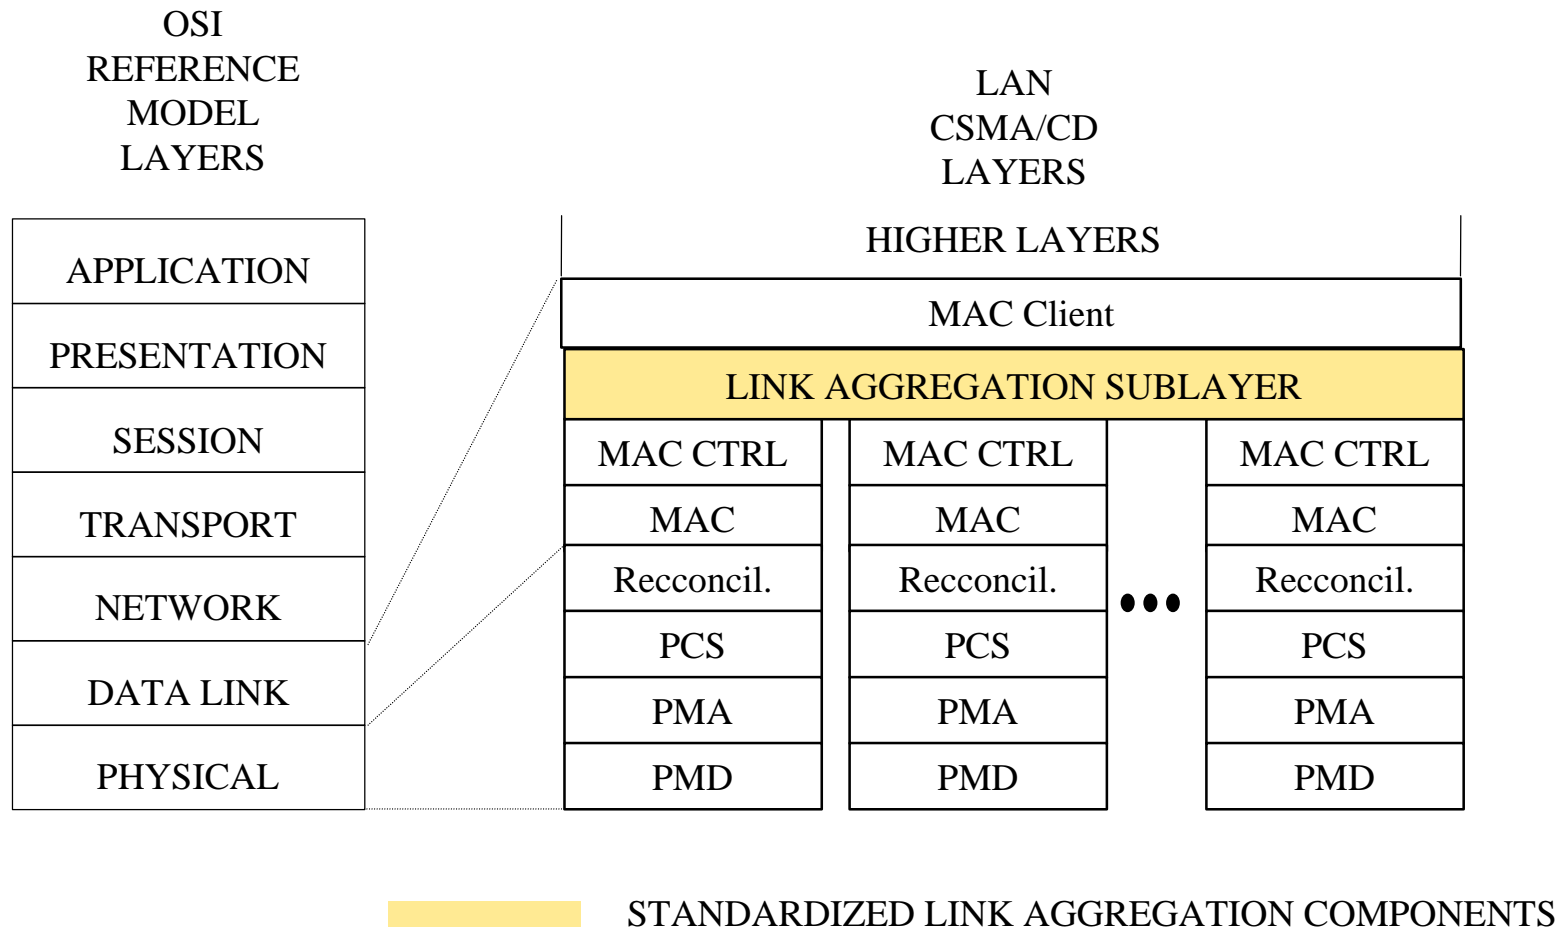 OSI
REFERENCE
MODEL
LAYERS
APPLICATION
PRESENTATION
SESSION
TRANSPORT
NETWORK
DATA LINK
PHYSICAL
LAN
CSMA/CD
LAYERS
HIGHER LAYERS
MAC Client
LINK AGGREGATION SUBLAYER
MAC CTRL MAC CTRL MAC CTRL
MAC MAC MAC
Recconcil. Recconcil. Recconcil.
PCS PCS PCS
PMA PMA PMA
PMD PMD PMD
STANDARDIZED LINK AGGREGATION COMPONENTS